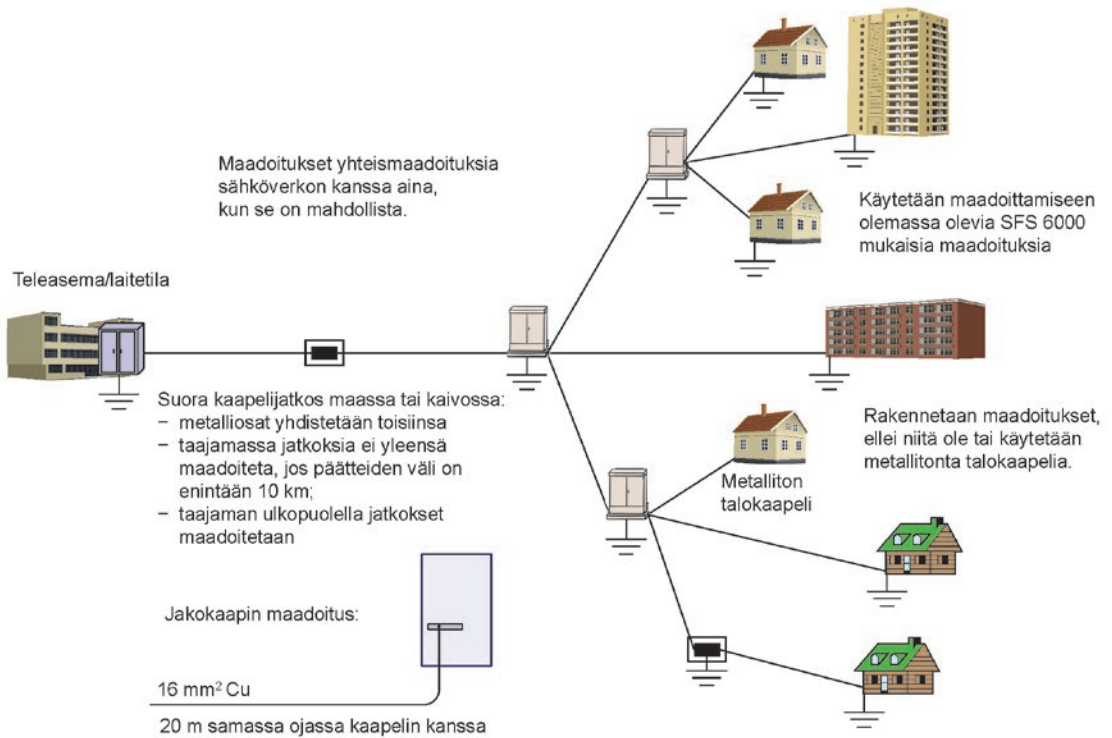 Maadoitukset yhteismaadoituksia
sähköverkon kanssa aina,
kun se on mahdollista.
Käytetään maadoittamiseen
olemassa olevia SFS 6000
mukaisia maadoituksia
Teleasema/laitetila
Suora kaapelijatkos maassa tai kaivossa:
− metalliosat yhdistetään toisiinsa
− taajamassa jatkoksia ei yleensä
maadoiteta, jos päätteiden väli on
enintään 10 km;
− taajaman ulkopuolella jatkokset
maadoitetaan
Rakennetaan maadoitukset,
ellei niitä ole tai käytetään
metallitonta talokaapelia.
Metalliton
talokaapeli
Jakokaapin maadoitus:
16 mm² Cu
20 m samassa ojassa kaapelin kanssa